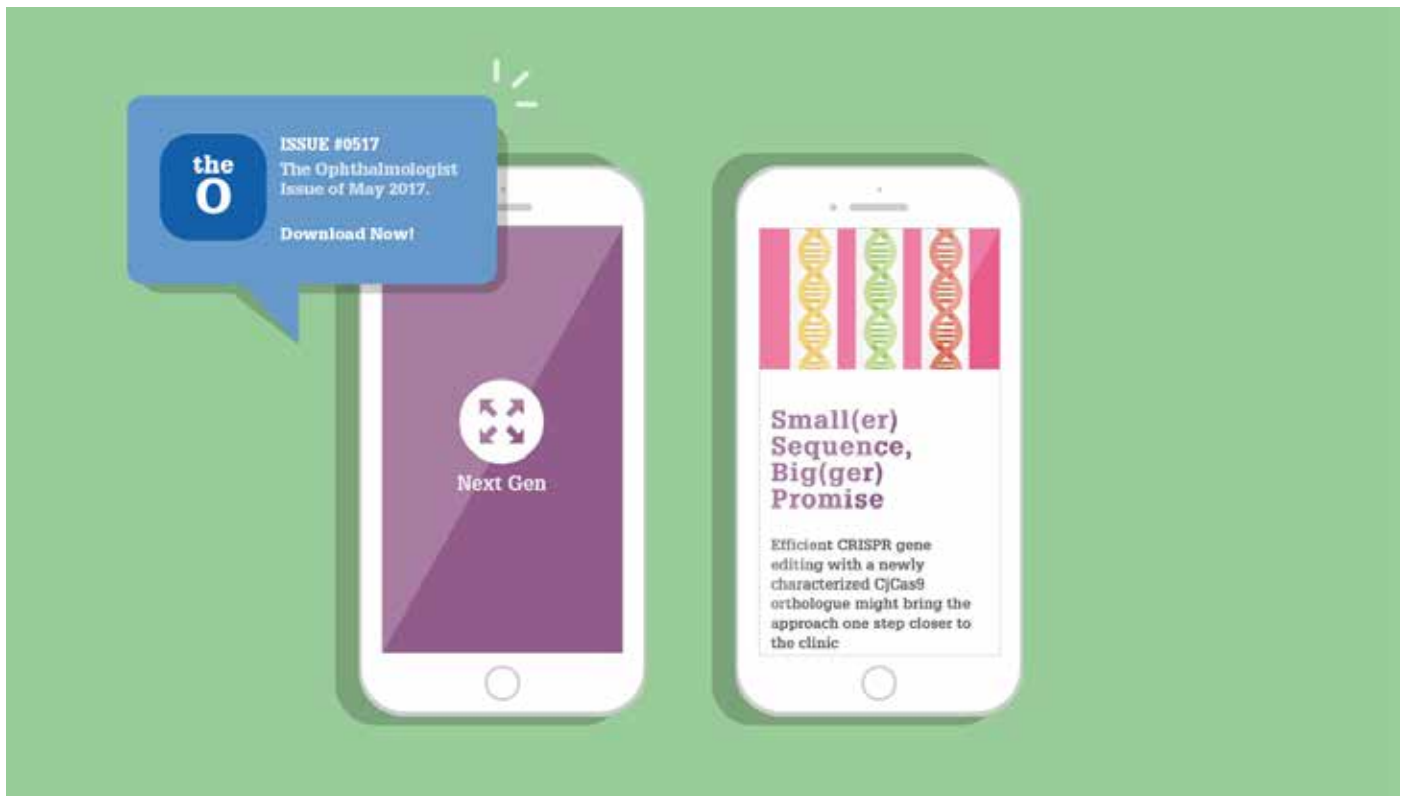 the
O
ISSUE #0517
The Ophthalmologist
Issue of May 2017.
Download Now!
Next Gen
Small(er)
Sequence,
Big(ger)
Promise
Efficient CRISPR gene
editing with a newly
characterized CjCas9
orthologue might bring the
approach one step closer to
the clinic